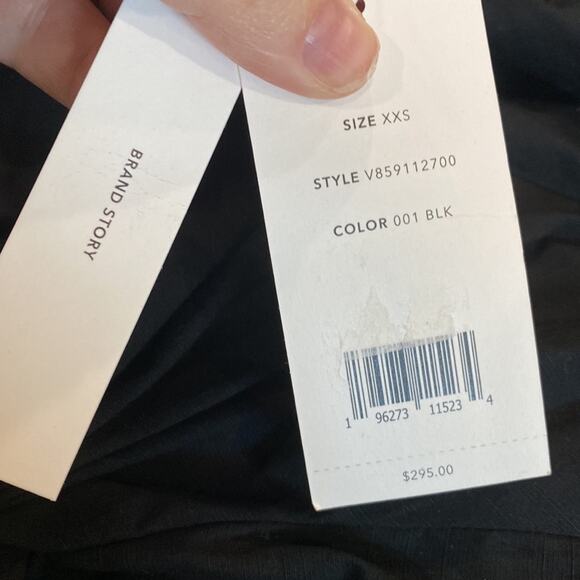 BRAND STORY
SIZE XXS
STYLE V859112700
COLOR 001 BLK
1 96273 11523 4
$295.00